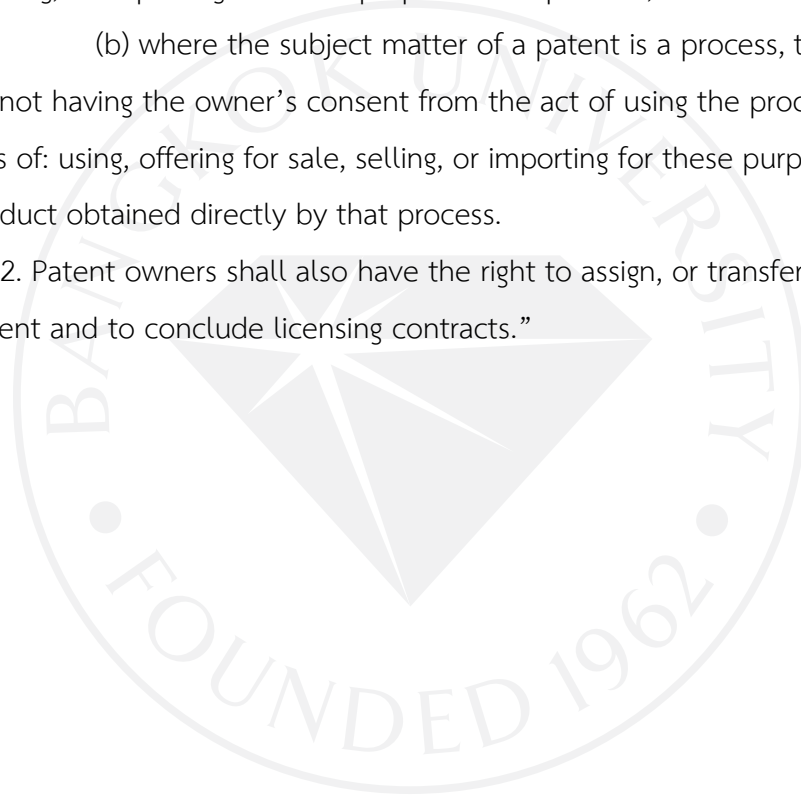 (b) where the subject matter of a patent is a process, t
not having the owner's consent from the act of using the proc
s of: using, offering for sale, selling, or importing for these purp
duct obtained directly by that process.
2. Patent owners shall also have the right to assign, or transfer
ent and to conclude licensing contracts.”
BANGKOK UNIVERSITY
FOUNDED 1962